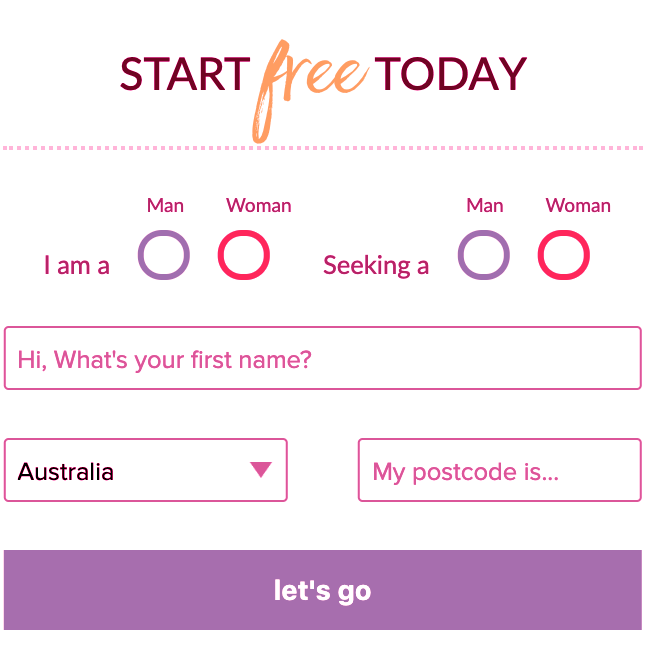 START free TODAY
Man Woman Man Woman
I am a Seeking a
Hi, What's your first name?
Australia My postcode is...
let's go